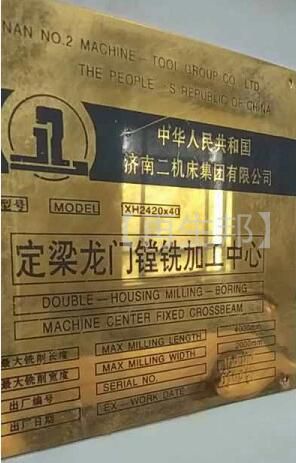 NAN NO.2 MACHINE-TOOL GROUP CO. LTD.
THE PEOPLE'S REPUBLIC OF CHINA
中华人民共和国
济南二机床集团有限公司
型号 MODEL XH2420x40
定梁龙门镗铣加工中心
DOUBLE-HOUSING MILLING-BORING
MACHINE CENTER FIXED CROSSBEAM
最大铣削长度 MAX MILLING LENGTH 4000mm
最大铣削宽度 MAX MILLING WIDTH 2000mm
出厂编号 SERIAL NO.
出厂日期 EX-WORK DATE